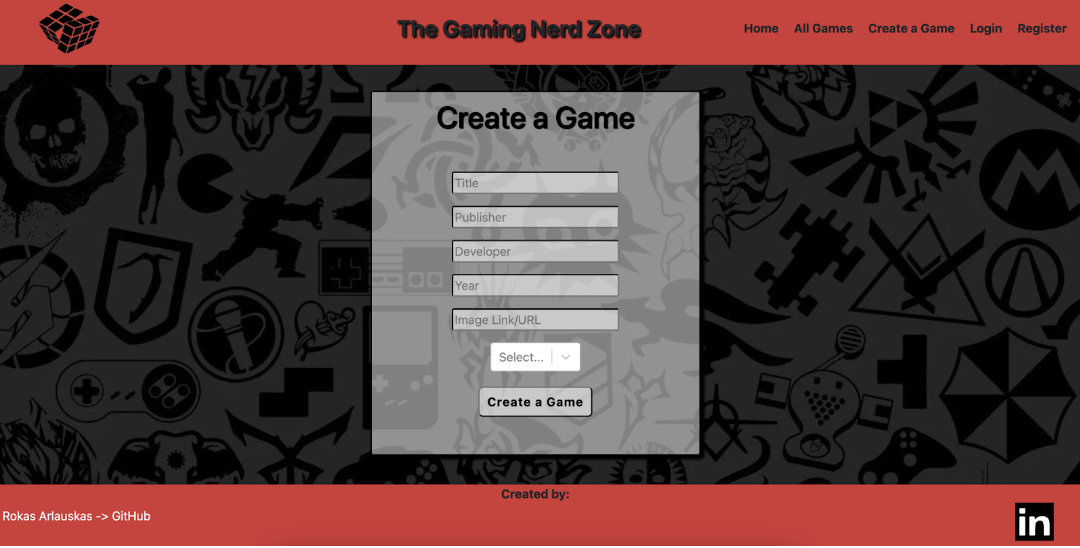 The Gaming Nerd Zone
Home All Games Create a Game Login Register
Create a Game
Title
Publisher
Developer
Year
Image Link/URL
Select...
Create a Game
Created by:
Rokas Arlauskas -> GitHub
in